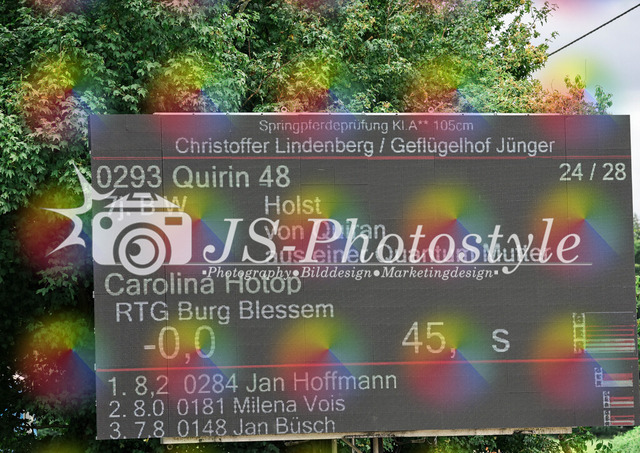 Springpferdeprüfung Kl.A** 105cm
Christoffer Lindenberg / Geflügelhof Jünger
0293 Quirin 48 24 / 28
Holst
JS-Photostyle
•Photography•Bilddesign•Marketingdesign•
Carolina Hotop
RTG Burg Blessem
-0,0 45, s
1. 8,2 0284 Jan Hoffmann
2. 8.0 0181 Milena Vois
3. 7.8 0148 Jan Büsch